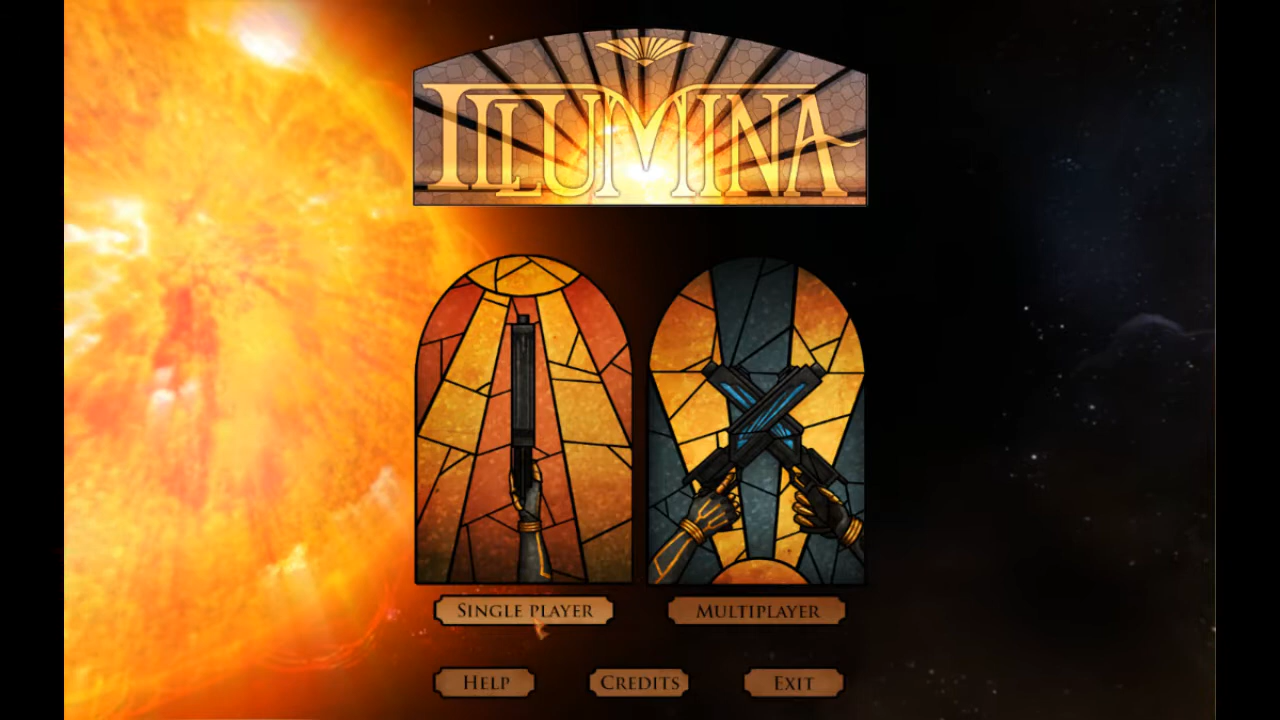 ILLUMINA
SINGLE PLAYER
MULTIPLAYER
HELP
CREDITS
EXIT